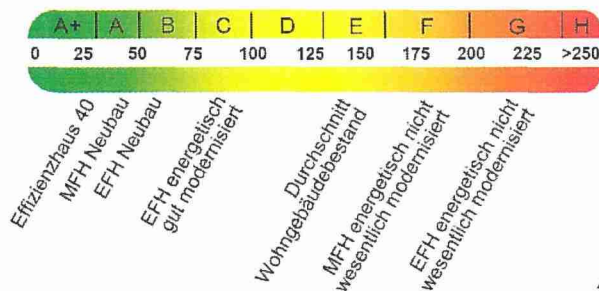 A+ A B C D E F G H
0 25 50 75 100 125 150 175 200 225 >250
Effizienzhaus 40
MFH Neubau
EFH Neubau
EFH energetisch
gut modernisiert
Durchschnitt
Wohngebäudebestand
MFH energetisch nicht
wesentlich modernisiert
EFH energetisch nicht
wesentlich modernisiert